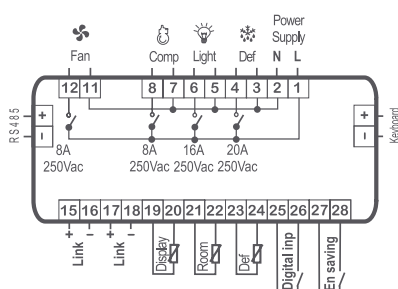 Power
Supply
Fan Comp Light Def N L
12 11 8 7 6 5 4 3 2 1
RS485 + −
+ − Keyboard
8A 8A 16A 20A
250Vac 250Vac 250Vac 250Vac
15 16 17 18 19 20 21 22 23 24 25 26 27 28
+ − + −
Link Link Display Room Def Digital inp En saving